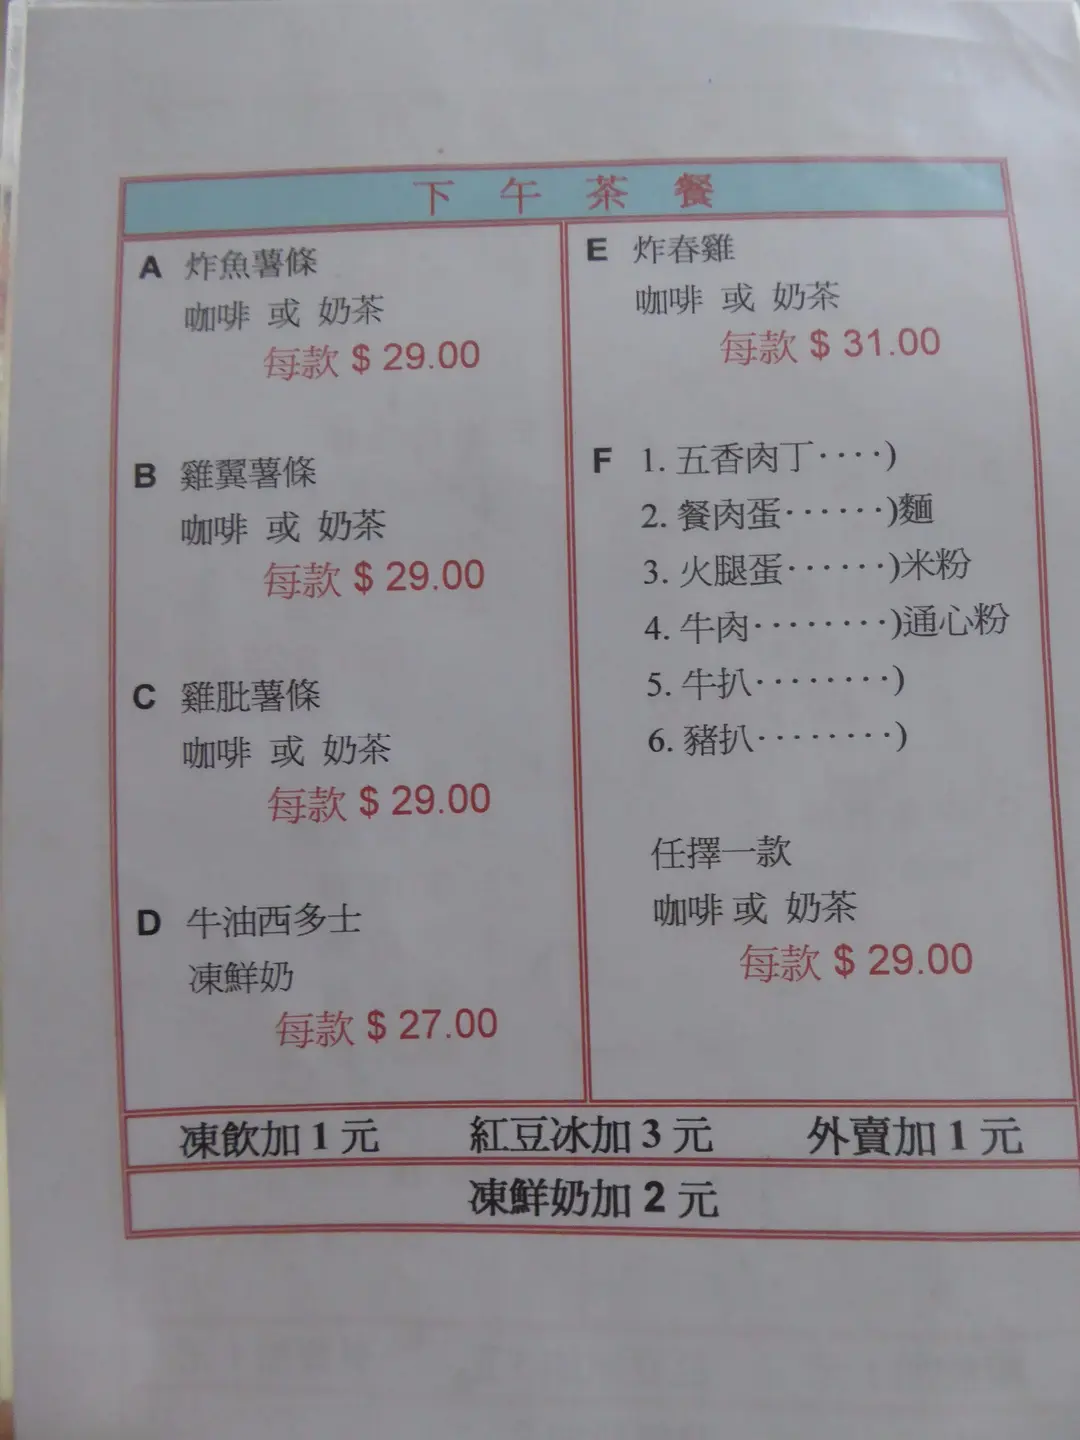 下午茶餐
A 炸魚薯條
咖啡 或 奶茶
每款 $ 29.00
B 雞翼薯條
咖啡 或 奶茶
每款 $ 29.00
C 雞肶薯條
咖啡 或 奶茶
每款 $ 29.00
D 牛油西多士
凍鮮奶
每款 $ 27.00
E 炸春雞
咖啡 或 奶茶
每款 $ 31.00
F 1. 五香肉丁····)
2. 餐肉蛋······)麵
3. 火腿蛋······)米粉
4. 牛肉········)通心粉
5. 牛扒········)
6. 豬扒········)
任擇一款
咖啡 或 奶茶
每款 $ 29.00
凍飲加 1 元 紅豆冰加 3 元 外賣加 1 元
凍鮮奶加 2 元